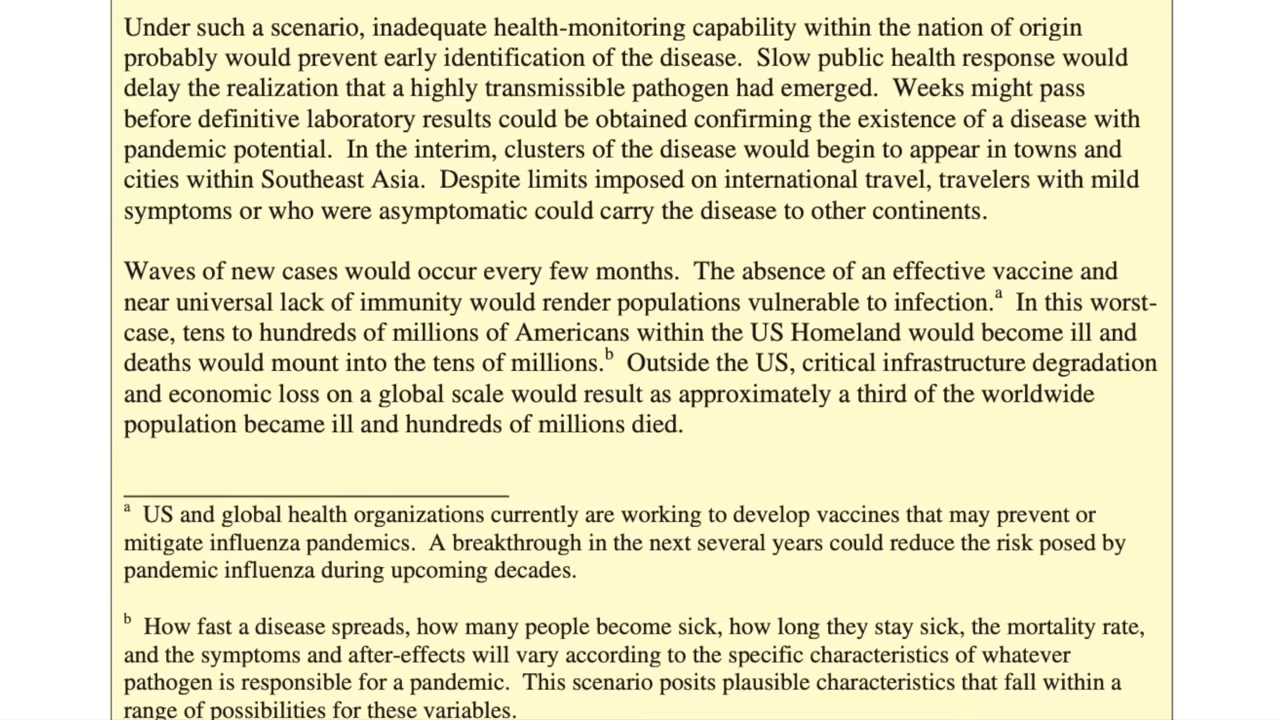 Under such a scenario, inadequate health-monitoring capability within the nation of origin
probably would prevent early identification of the disease.  Slow public health response would
delay the realization that a highly transmissible pathogen had emerged.  Weeks might pass
before definitive laboratory results could be obtained confirming the existence of a disease with
pandemic potential.  In the interim, clusters of the disease would begin to appear in towns and
cities within Southeast Asia.  Despite limits imposed on international travel, travelers with mild
symptoms or who were asymptomatic could carry the disease to other continents.
Waves of new cases would occur every few months.  The absence of an effective vaccine and
near universal lack of immunity would render populations vulnerable to infection.ᵃ  In this worst-
case, tens to hundreds of millions of Americans within the US Homeland would become ill and
deaths would mount into the tens of millions.ᵇ  Outside the US, critical infrastructure degradation
and economic loss on a global scale would result as approximately a third of the worldwide
population became ill and hundreds of millions died.
ᵃ  US and global health organizations currently are working to develop vaccines that may prevent or
mitigate influenza pandemics.  A breakthrough in the next several years could reduce the risk posed by
pandemic influenza during upcoming decades.
ᵇ  How fast a disease spreads, how many people become sick, how long they stay sick, the mortality rate,
and the symptoms and after-effects will vary according to the specific characteristics of whatever
pathogen is responsible for a pandemic.  This scenario posits plausible characteristics that fall within a
range of possibilities for these variables.